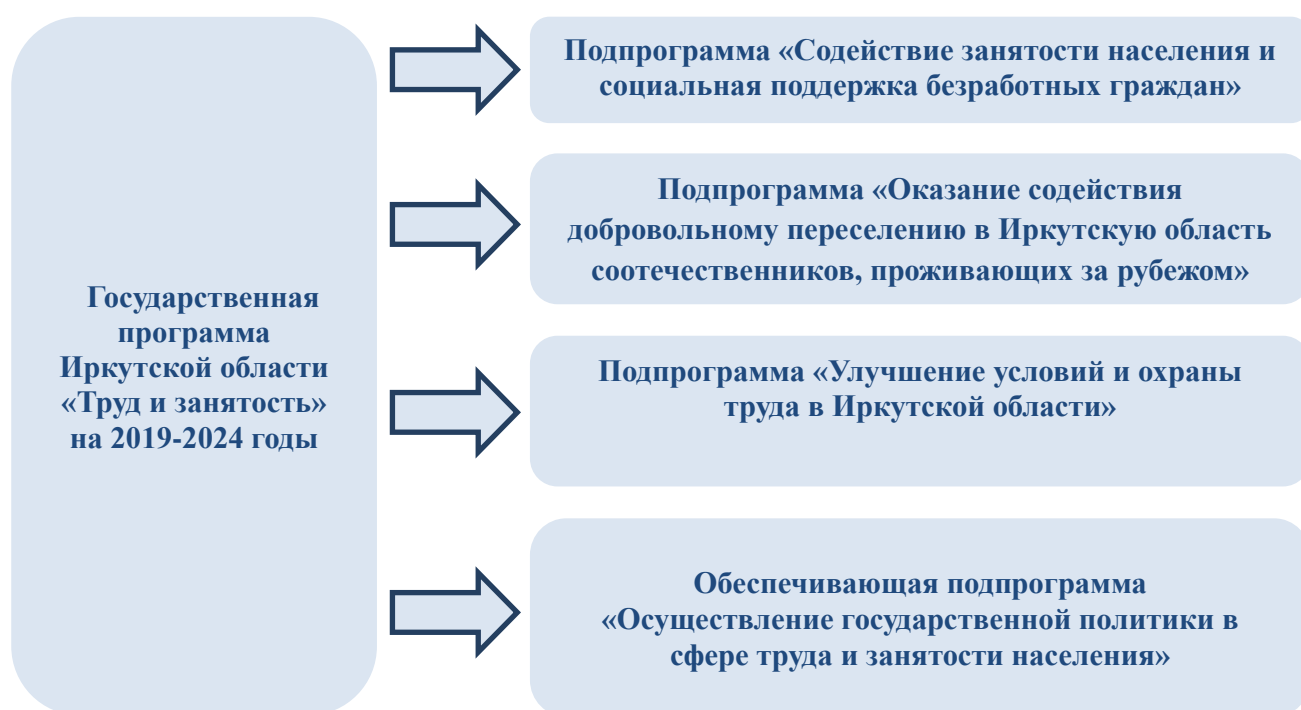 Государственная
программа
Иркутской области
«Труд и занятость»
на 2019-2024 годы
Подпрограмма «Содействие занятости населения и
социальная поддержка безработных граждан»
Подпрограмма «Оказание содействия
добровольному переселению в Иркутскую область
соотечественников, проживающих за рубежом»
Подпрограмма «Улучшение условий и охраны
труда в Иркутской области»
Обеспечивающая подпрограмма
«Осуществление государственной политики в
сфере труда и занятости населения»